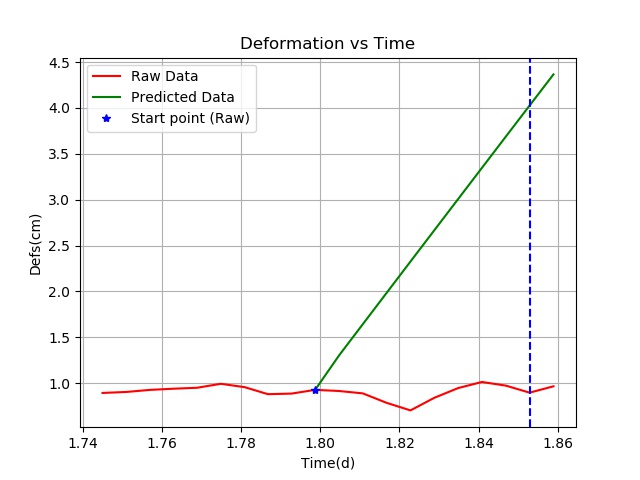 Deformation vs Time
4.5
4.0
3.5
3.0
2.5
2.0
1.5
1.0
Defs(cm)
Raw Data
Predicted Data
Start point (Raw)
1.74 1.76 1.78 1.80 1.82 1.84 1.86
Time(d)